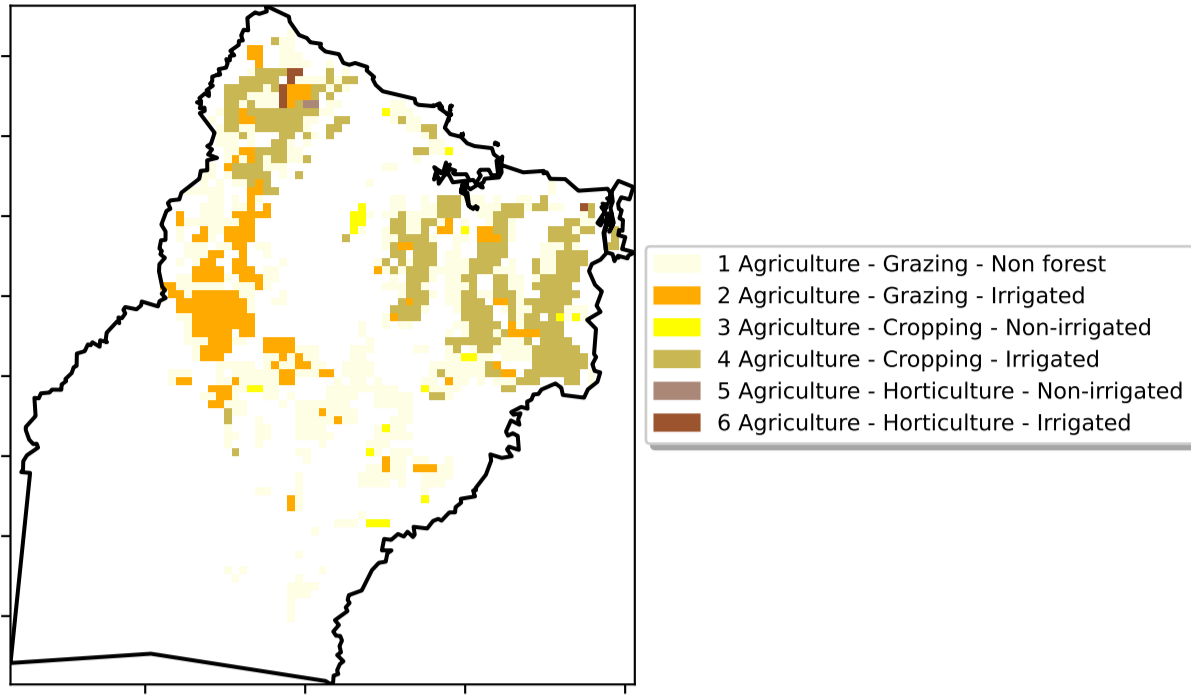 1 Agriculture - Grazing - Non forest
2 Agriculture - Grazing - Irrigated
3 Agriculture - Cropping - Non-irrigated
4 Agriculture - Cropping - Irrigated
5 Agriculture - Horticulture - Non-irrigated
6 Agriculture - Horticulture - Irrigated